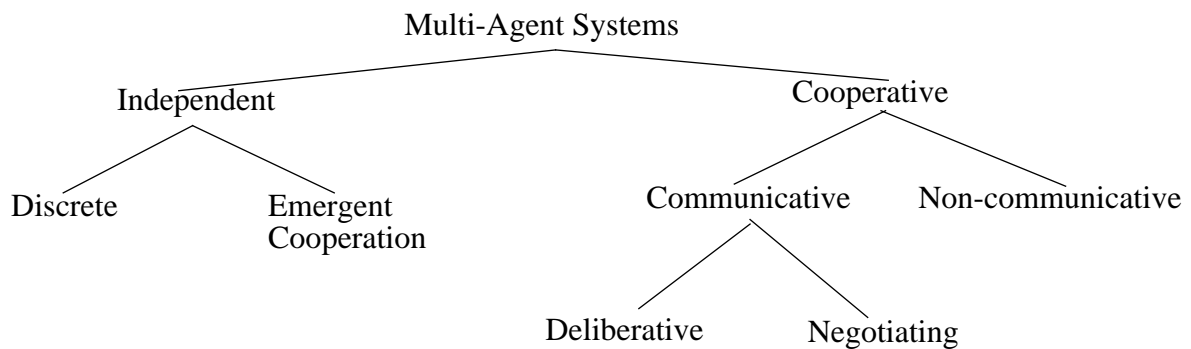 Multi-Agent Systems
Independent
Cooperative
Discrete
Emergent
Cooperation
Communicative
Non-communicative
Deliberative
Negotiating